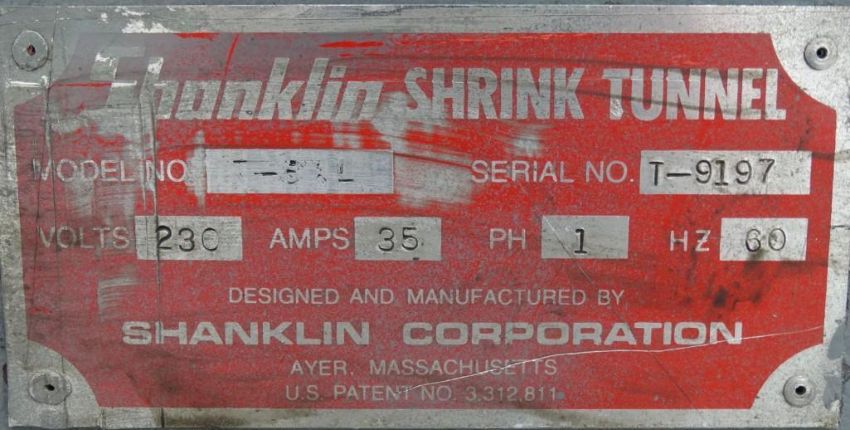 Shanklin SHRINK TUNNEL
MODEL NO. SERIAL NO. T-9197
VOLTS 230 AMPS 35 PH 1 HZ 60
DESIGNED AND MANUFACTURED BY
SHANKLIN CORPORATION
AYER, MASSACHUSETTS
U.S. PATENT NO. 3,312,811